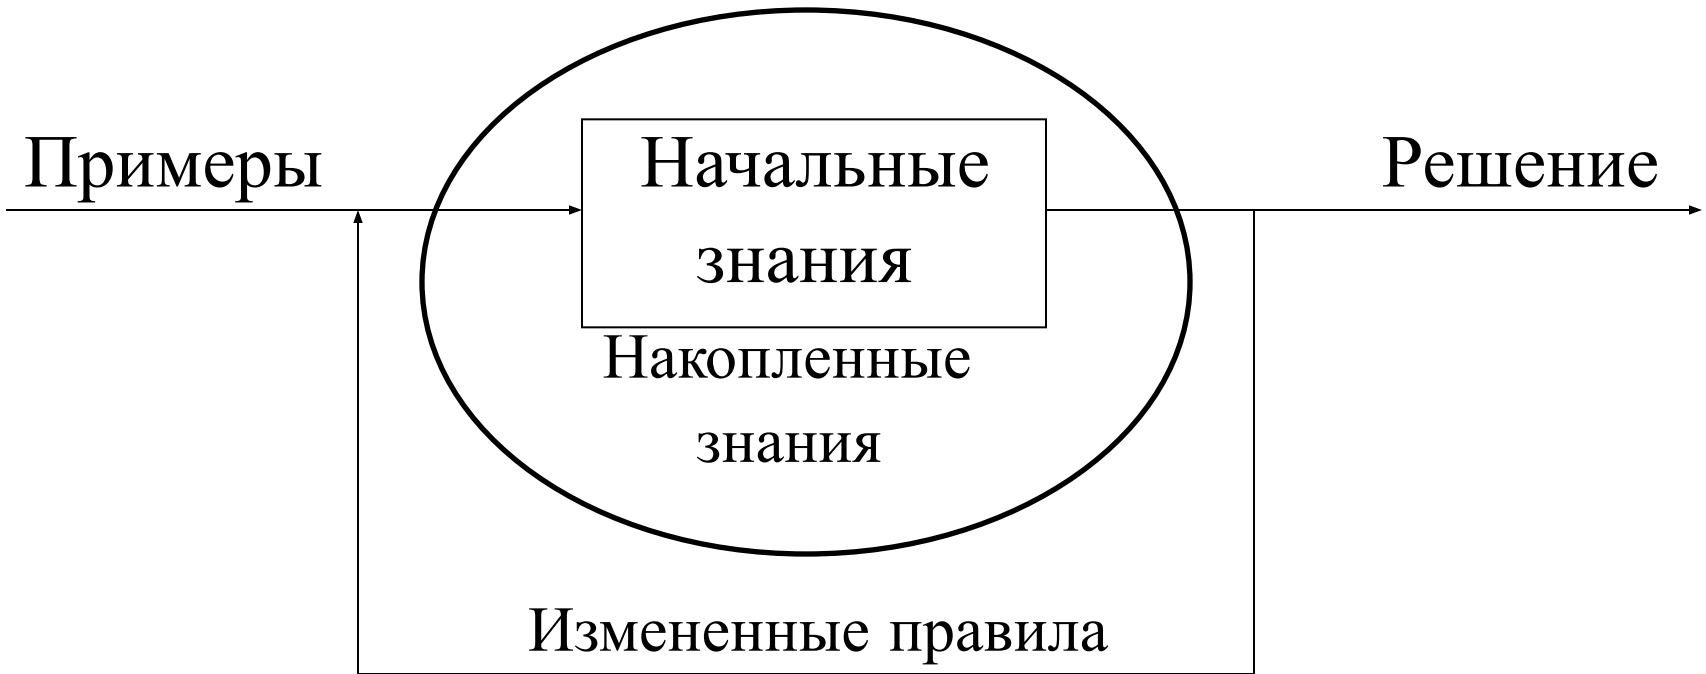 Примеры
Начальные
знания
Решение
Накопленные
знания
Измененные правила